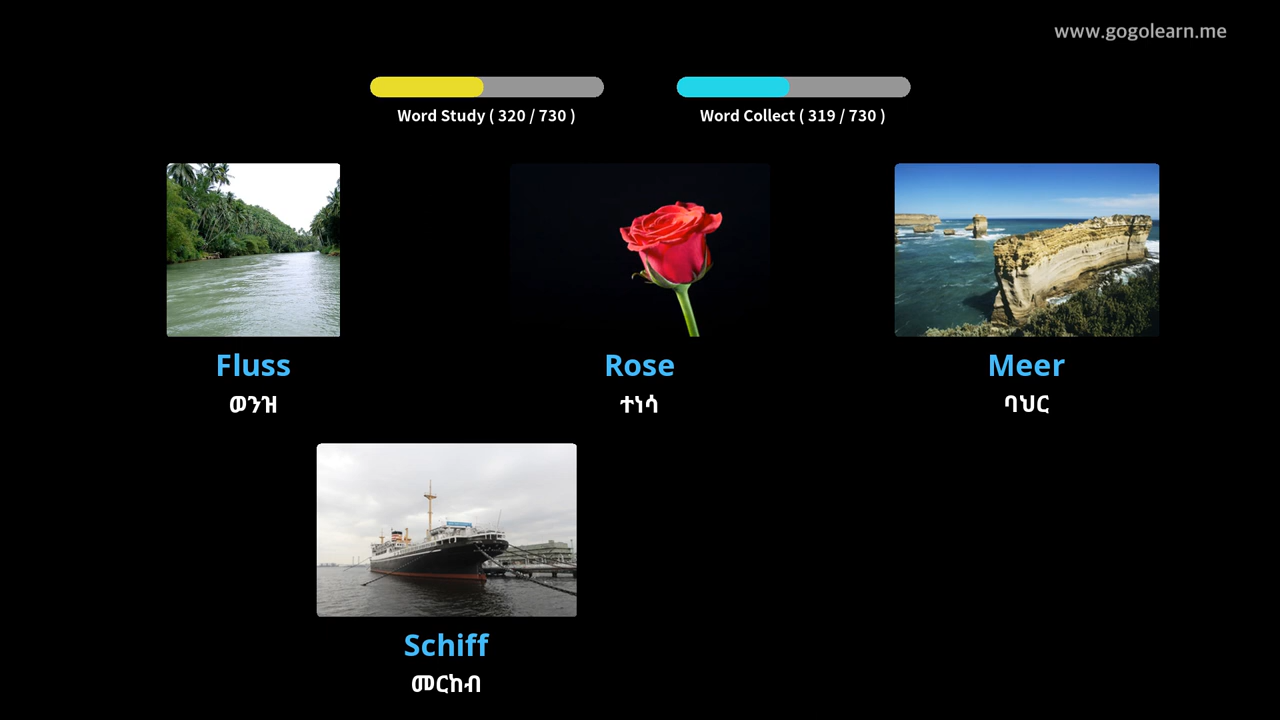 www.gogolearn.me
Word Study ( 320 / 730 )
Word Collect ( 319 / 730 )
Fluss
ወንዝ
Rose
ተነሳ
Meer
ባህር
Schiff
መርከብ